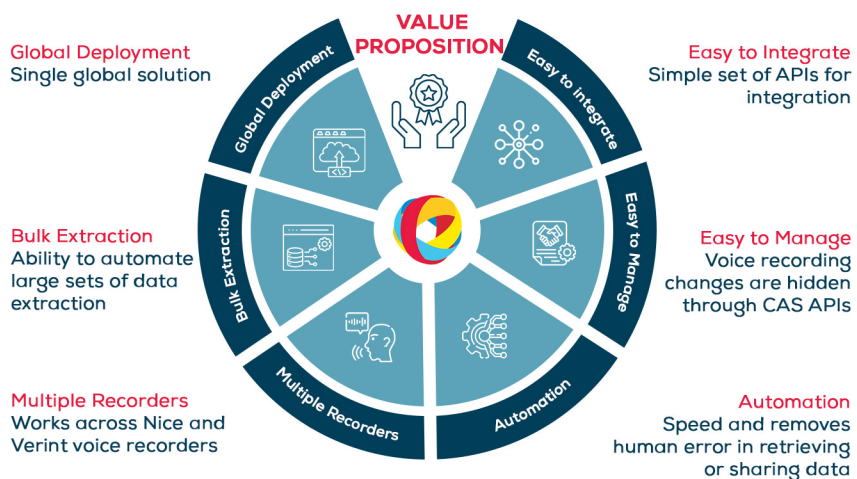 VALUE
PROPOSITION
Global Deployment
Single global solution
Bulk Extraction
Ability to automate
large sets of data
extraction
Multiple Recorders
Works across Nice and
Verint voice recorders
Global Deployment
Bulk Extraction
Multiple Recorders
Automation
Easy to Manage
Easy to integrate
Easy to Integrate
Simple set of APIs for
integration
Easy to Manage
Voice recording
changes are hidden
through CAS APIs
Automation
Speed and removes
human error in retrieving
or sharing data